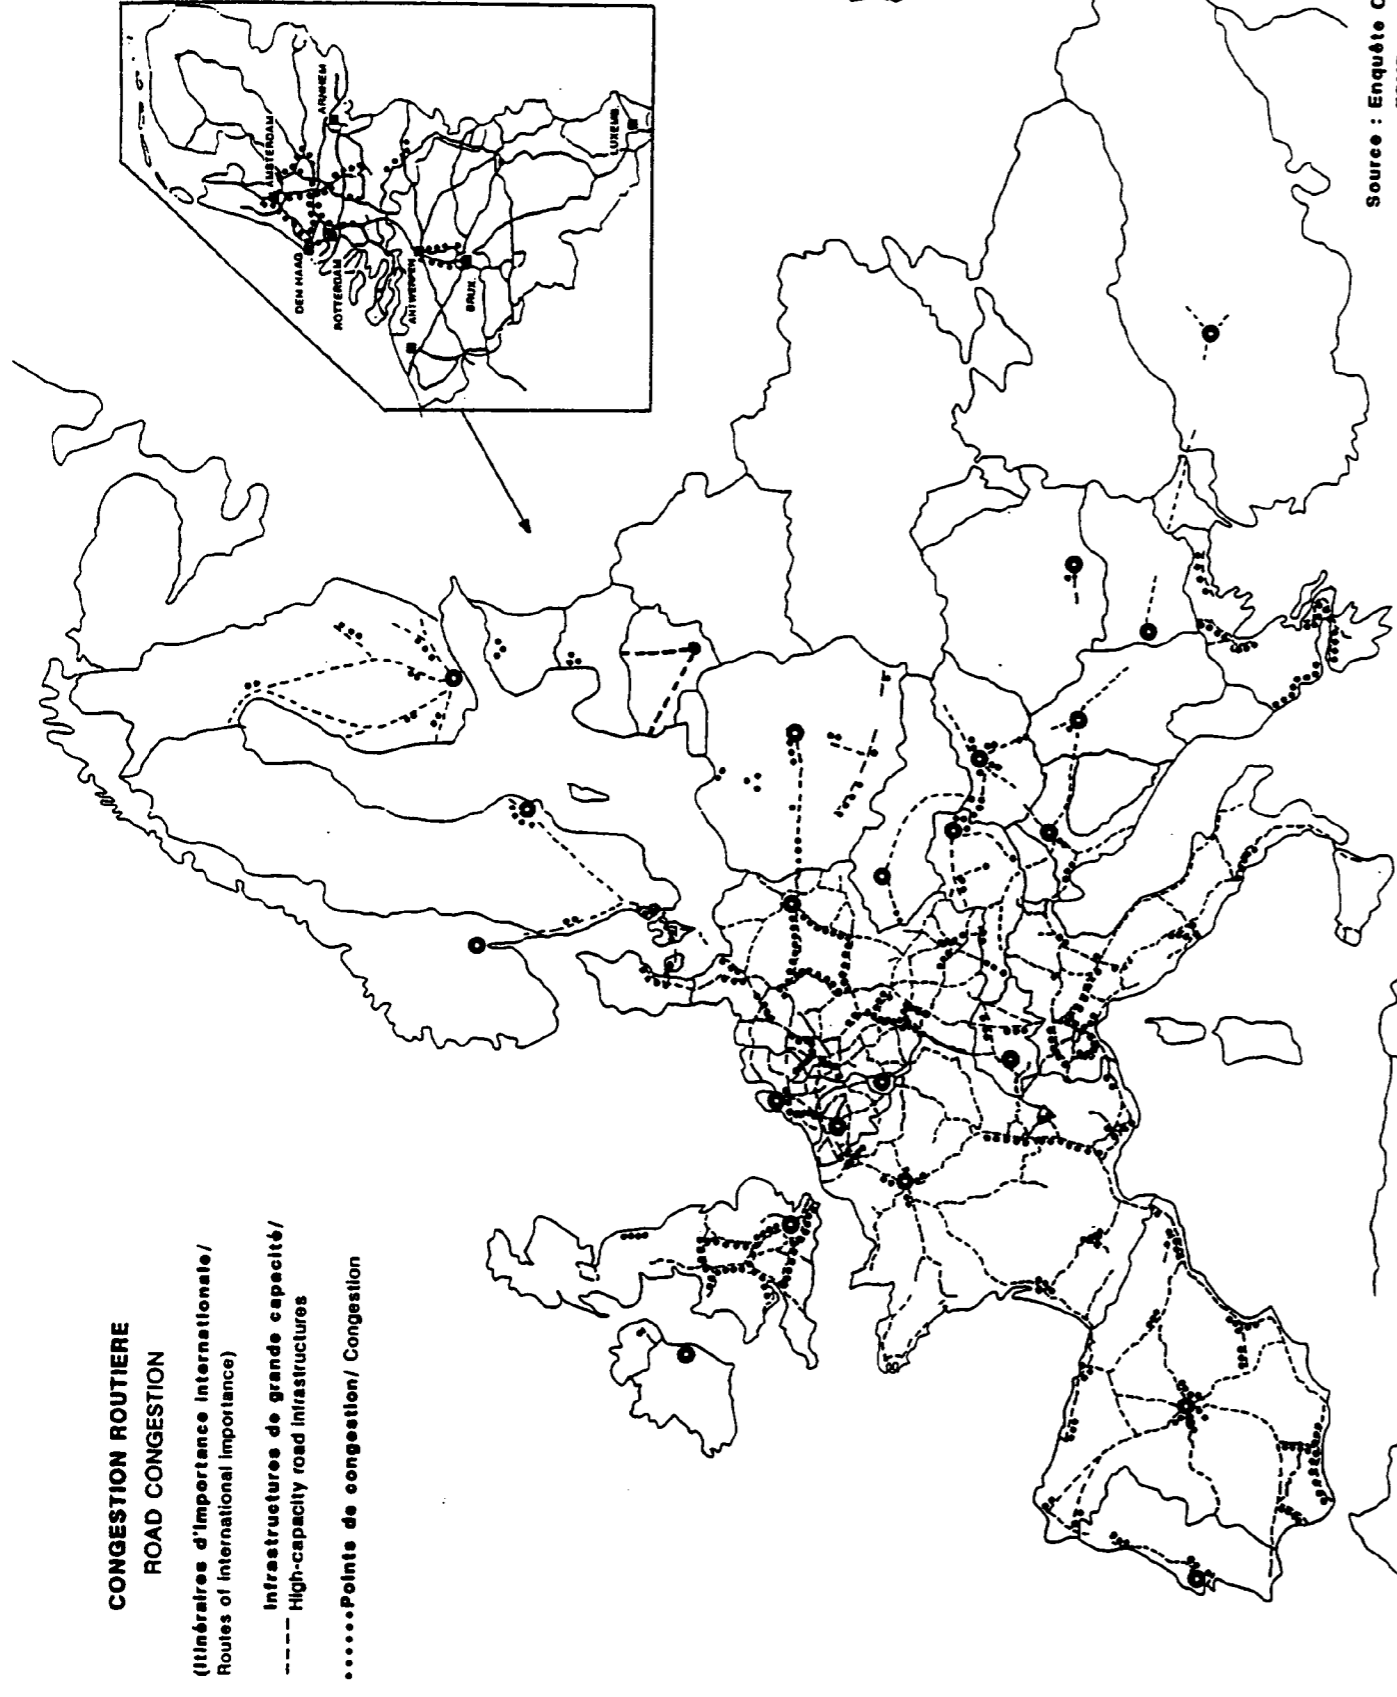 CONGESTION ROUTIERE
ROAD CONGESTION
(Itinéraires d'importance internationale/
Routes of international importance)
Infrastructures de grande capacité/
High-capacity road infrastructures
Points de congestion/ Congestion
AMSTERDAM
ARNHEM
DEN HAAG
ROTTERDAM
ANTWERPEN
BRUX.
LUXEMB.
Source : Enquête